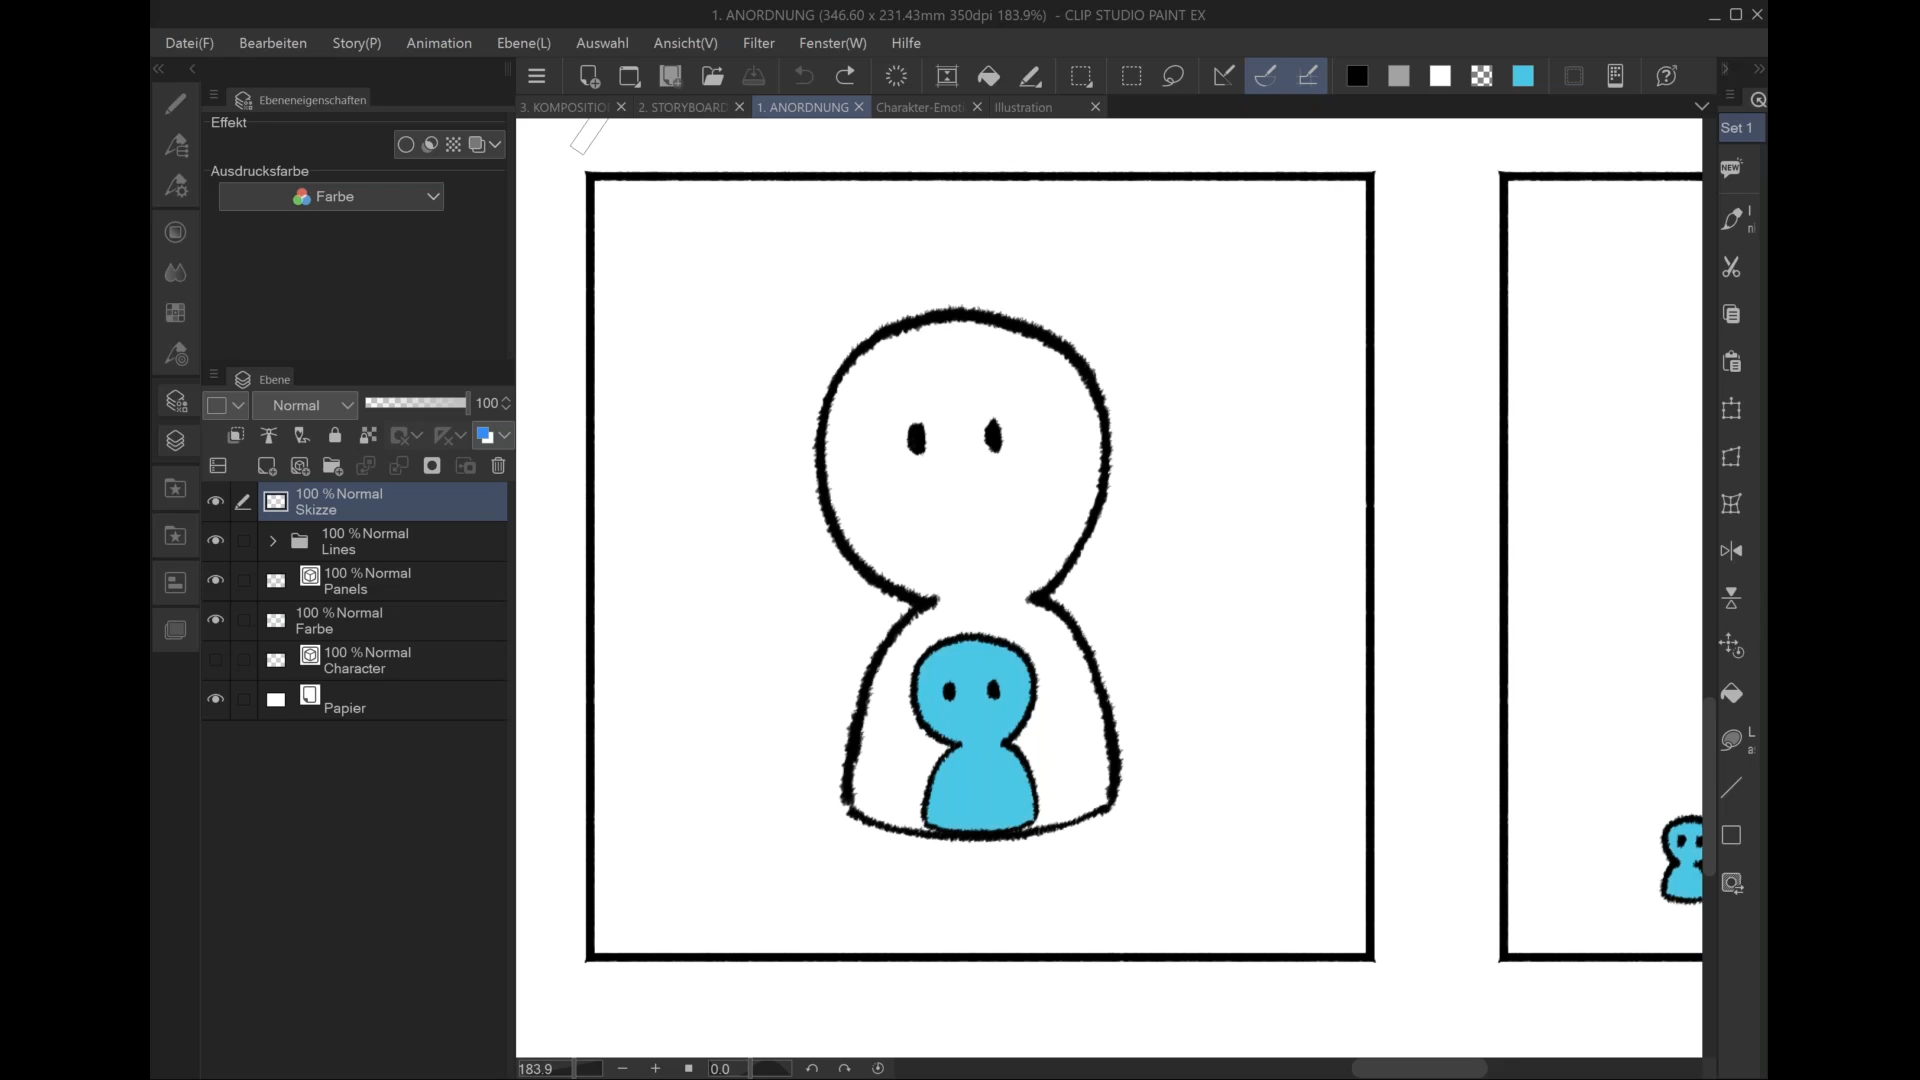 1. ANORDNUNG (346.60 x 231.43mm 350dpi 183.9%) - CLIP STUDIO PAINT EX
Datei(F) Bearbeiten Story(P) Animation Ebene(L) Auswahl Ansicht(V) Filter Fenster(W) Hilfe
Ebeneneigenschaften
3. KOMPOSITIO 2. STORYBOARD 1. ANORDNUNG Charakter-Emoti Illustration
Effekt
Set 1
Ausdrucksfarbe
NEW
Farbe
Ebene
Normal 100
100 % Normal
Skizze
100 % Normal
Lines
100 % Normal
Panels
100 % Normal
Farbe
100 % Normal
Character
Papier
183.9 0.0